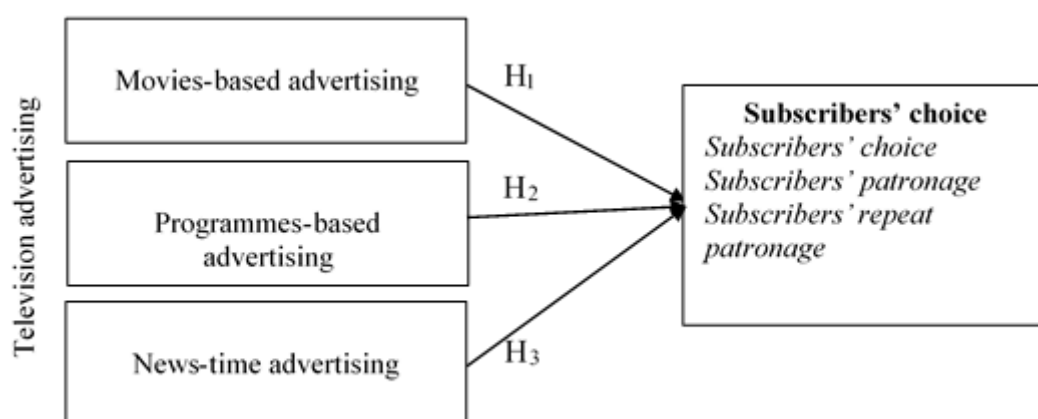 Television advertising
Movies-based advertising
H1
Programmes-based
advertising
H2
News-time advertising
H3
Subscribers’ choice
Subscribers’ choice
Subscribers’ patronage
Subscribers’ repeat
patronage